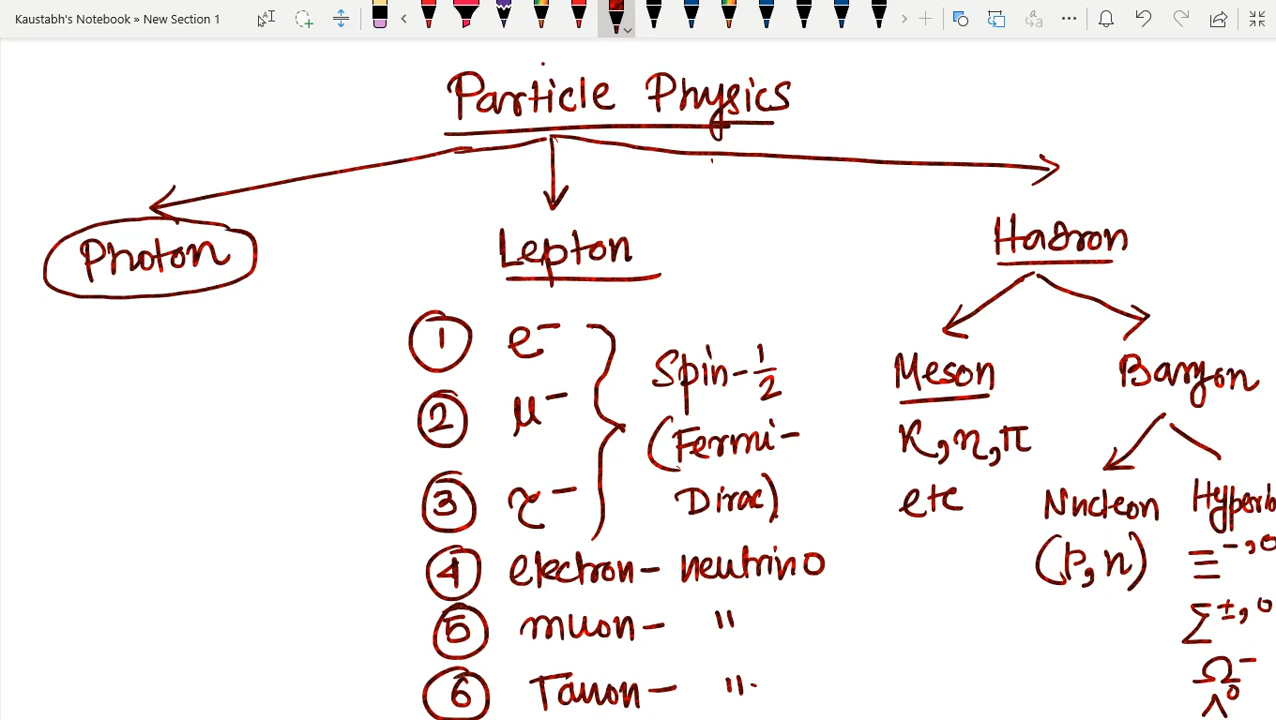 Kaustabh's Notebook » New Section 1
Particle Physics
Photon
Lepton
Hadron
① e⁻
② μ⁻
③ τ⁻
Spin-½
(Fermi-
Dirac)
④ electron- neutrino
⑤ muon- "
⑥ Tauon- "
Meson
K, η, π
etc
Baryon
Nucleon
(p, n)
Ξ⁻,⁰
Σ±,⁰
Ω⁻
Λ⁰